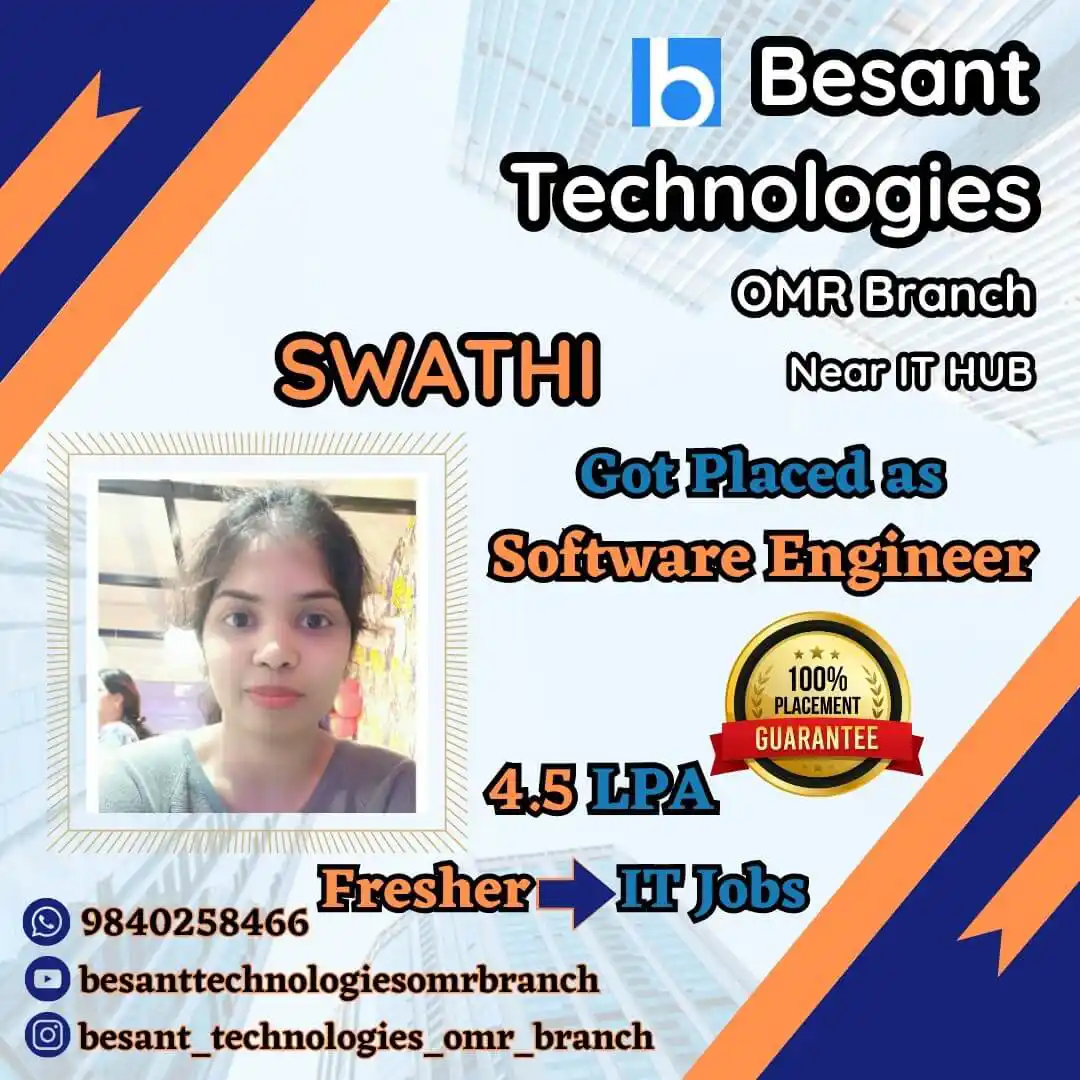 b Besant
Technologies
OMR Branch
Near IT HUB
SWATHI
Got Placed as
Software Engineer
100%
PLACEMENT
GUARANTEE
4.5 LPA
Fresher IT Jobs
9840258466
besanttechnologiesomrbranch
besant_technologies_omr_branch